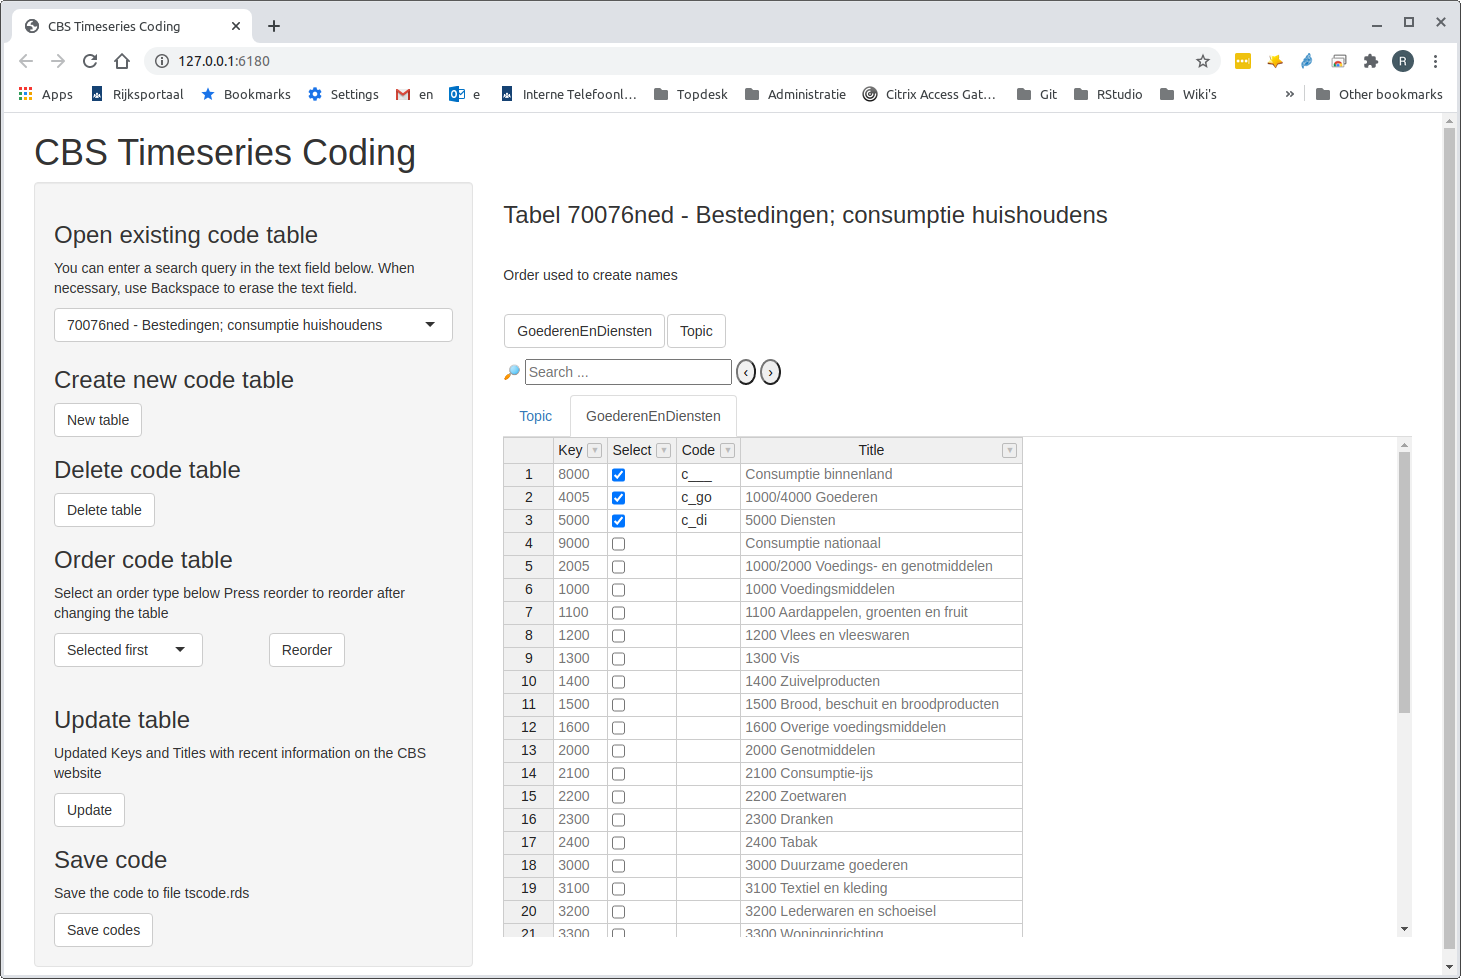 CBS Timeseries Coding
127.0.0.1:6180
R
Apps Rijksportaal Bookmarks Settings en e Interne Telefoonl... Topdesk Administratie Citrix Access Gat... Git RStudio Wiki's » Other bookmarks
CBS Timeseries Coding
Open existing code table
You can enter a search query in the text field below. When
necessary, use Backspace to erase the text field.
70076ned - Bestedingen; consumptie huishoudens
Create new code table
New table
Delete code table
Delete table
Order code table
Select an order type below Press reorder to reorder after
changing the table
Selected first Reorder
Update table
Updated Keys and Titles with recent information on the CBS
website
Update
Save code
Save the code to file tscode.rds
Save codes
Tabel 70076ned - Bestedingen; consumptie huishoudens
Order used to create names
GoederenEnDiensten Topic
Search ... ‹ ›
Topic GoederenEnDiensten
Key Select Code Title
1 8000 c___ Consumptie binnenland
2 4005 c_go 1000/4000 Goederen
3 5000 c_di 5000 Diensten
4 9000 Consumptie nationaal
5 2005 1000/2000 Voedings- en genotmiddelen
6 1000 1000 Voedingsmiddelen
7 1100 1100 Aardappelen, groenten en fruit
8 1200 1200 Vlees en vleeswaren
9 1300 1300 Vis
10 1400 1400 Zuivelproducten
11 1500 1500 Brood, beschuit en broodproducten
12 1600 1600 Overige voedingsmiddelen
13 2000 2000 Genotmiddelen
14 2100 2100 Consumptie-ijs
15 2200 2200 Zoetwaren
16 2300 2300 Dranken
17 2400 2400 Tabak
18 3000 3000 Duurzame goederen
19 3100 3100 Textiel en kleding
20 3200 3200 Lederwaren en schoeisel
21 3300 3300 Woninginrichting